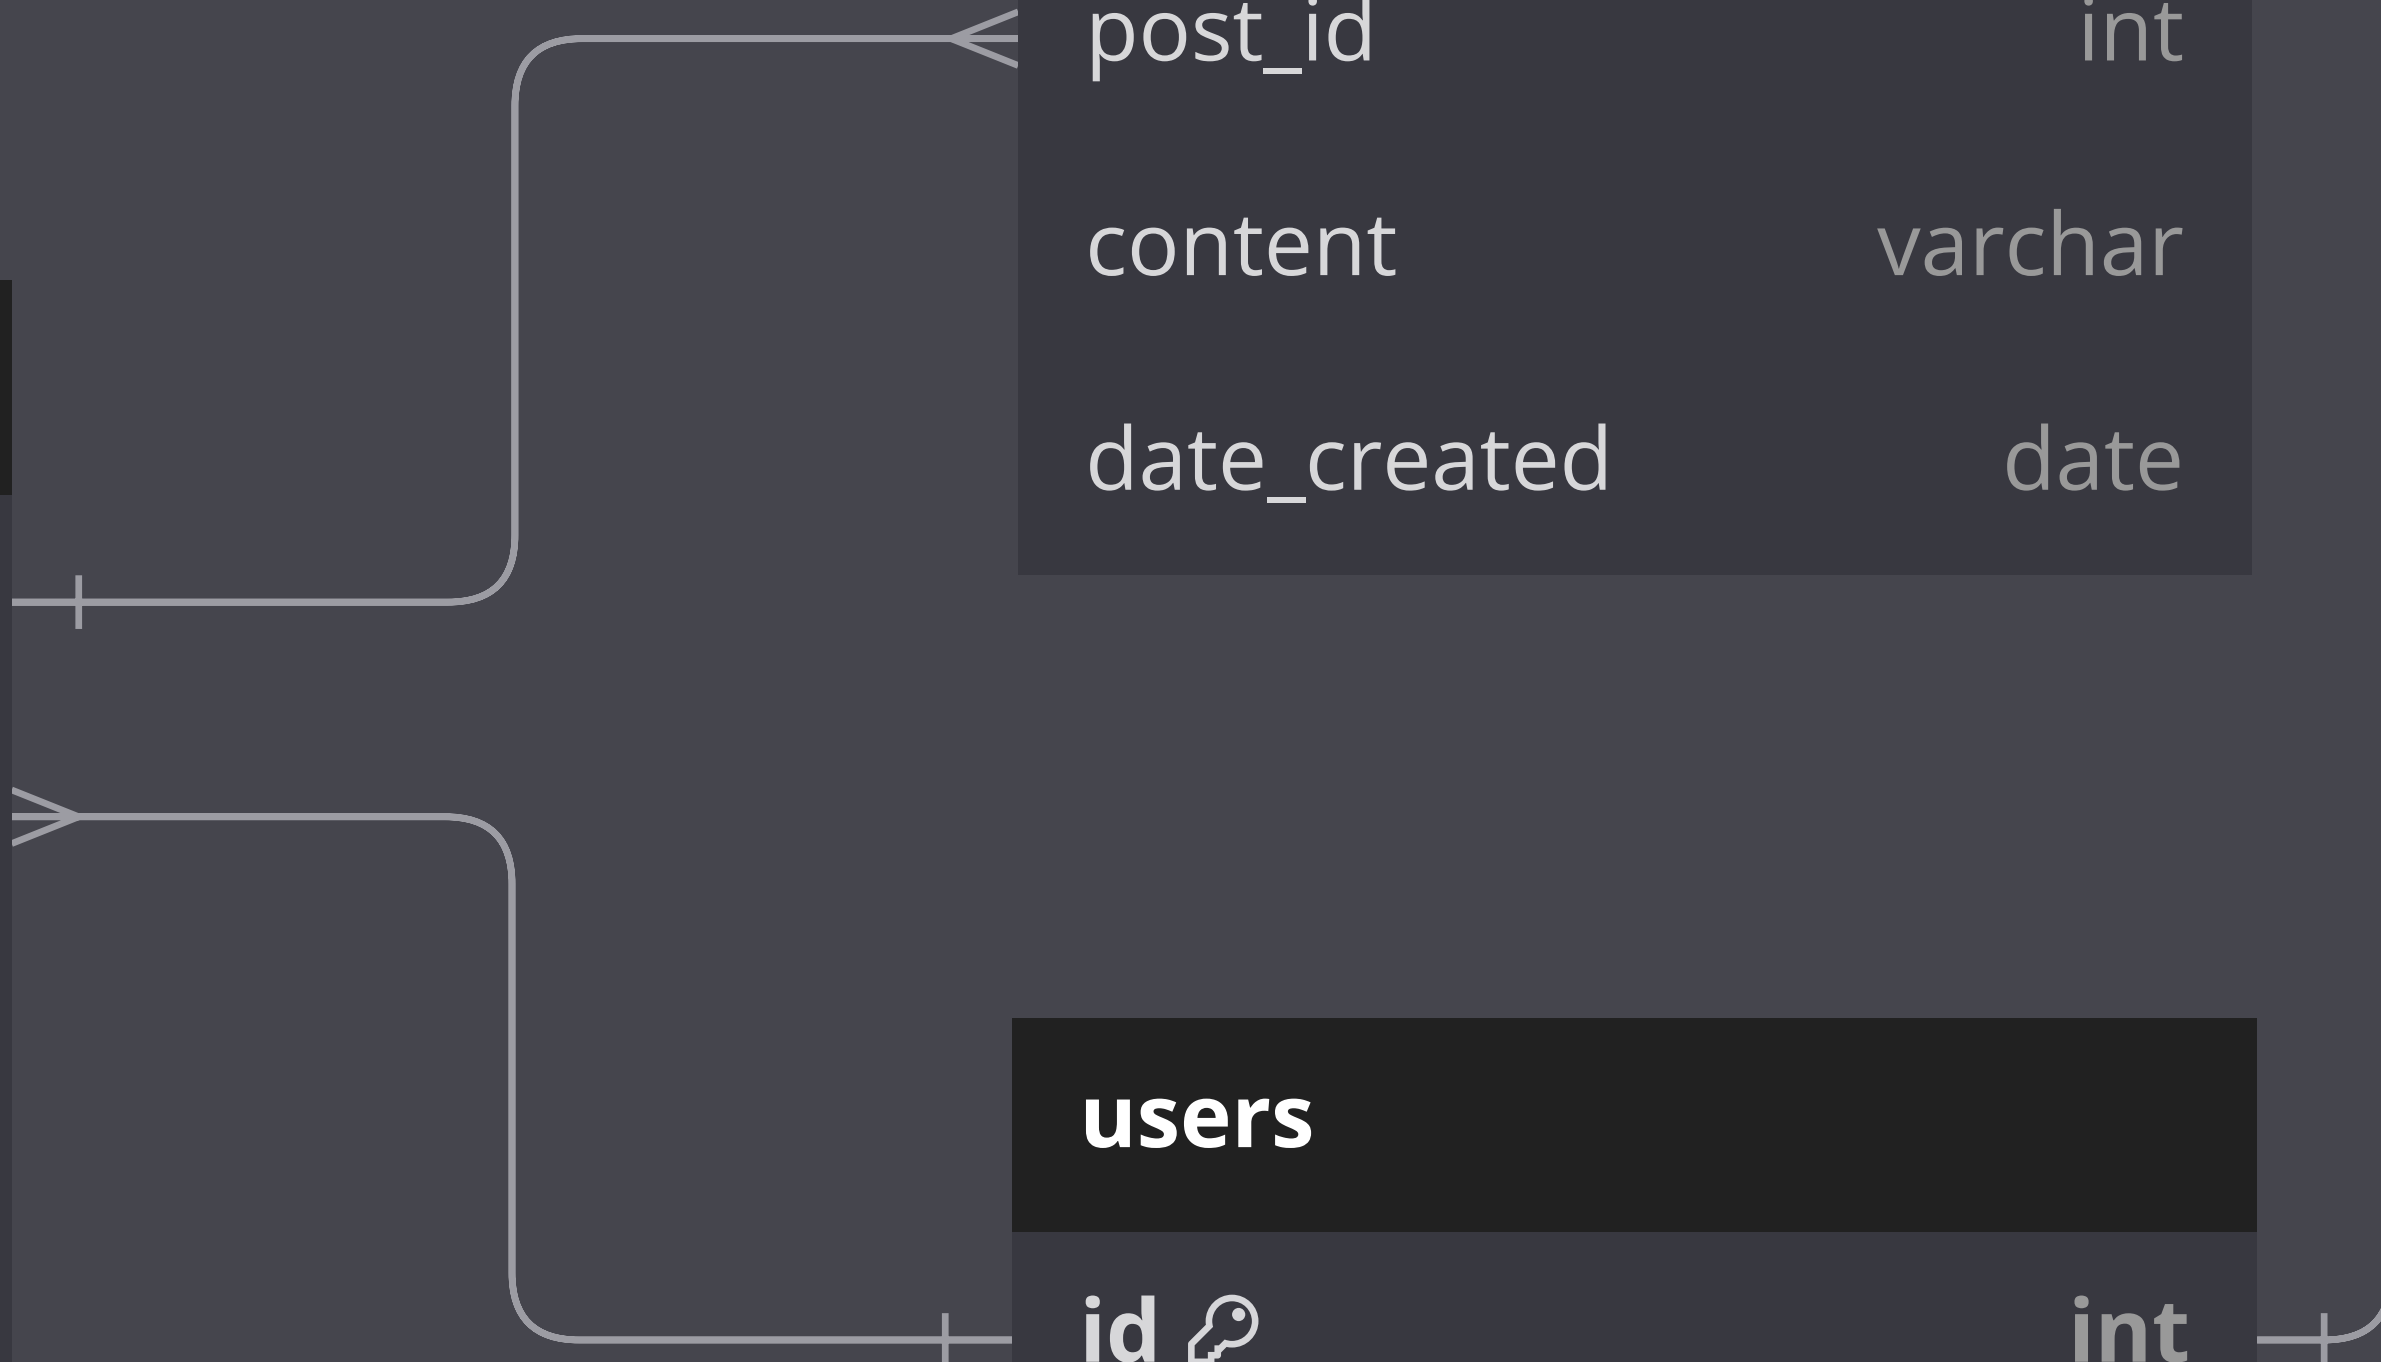 post_id int
content varchar
date_created date
users
id int